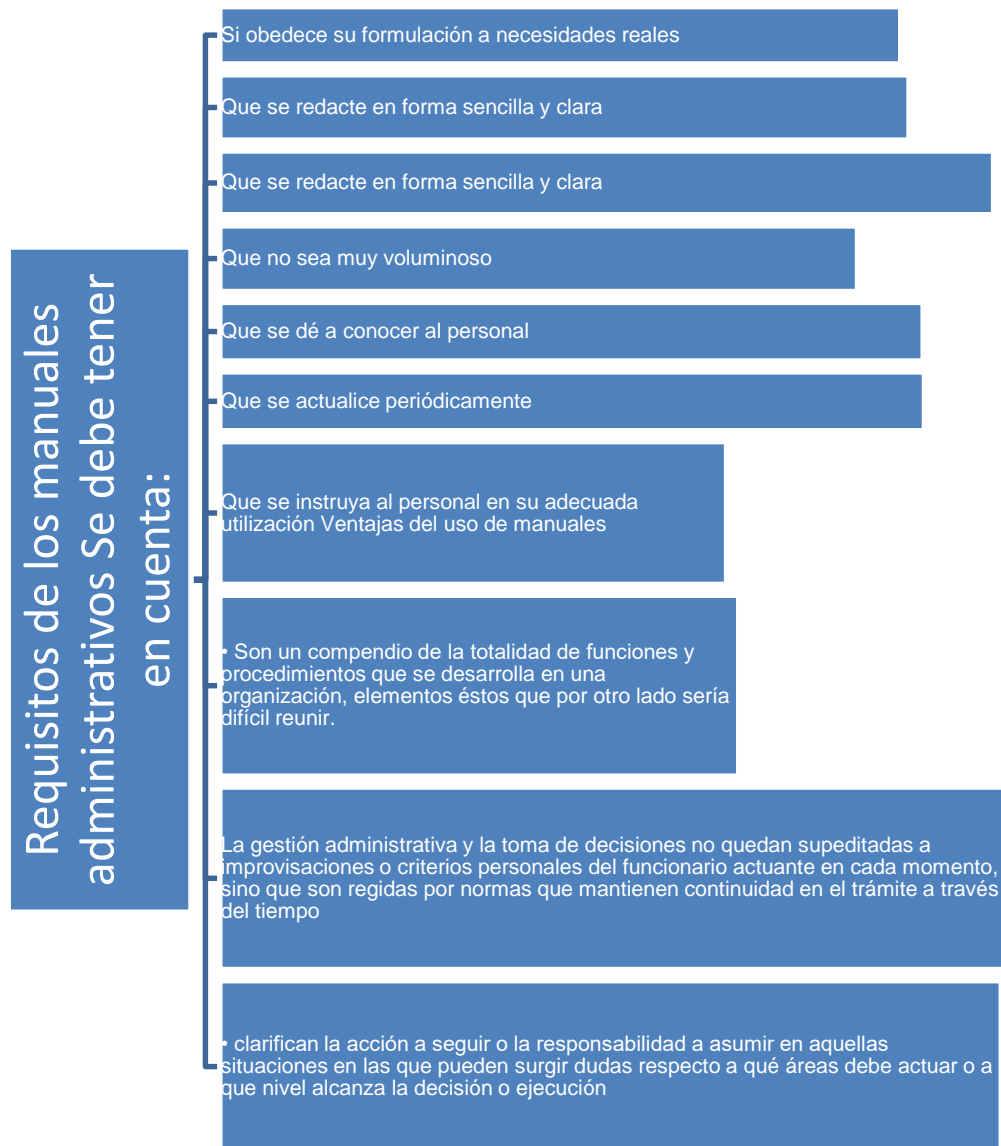 Requisitos de los manuales
administrativos Se debe tener
en cuenta:
Si obedece su formulación a necesidades reales
Que se redacte en forma sencilla y clara
Que se redacte en forma sencilla y clara
Que no sea muy voluminoso
Que se dé a conocer al personal
Que se actualice periódicamente
Que se instruya al personal en su adecuada
utilización Ventajas del uso de manuales
• Son un compendio de la totalidad de funciones y
procedimientos que se desarrolla en una
organización, elementos éstos que por otro lado sería
difícil reunir.
La gestión administrativa y la toma de decisiones no quedan supeditadas a
improvisaciones o criterios personales del funcionario actuante en cada momento,
sino que son regidas por normas que mantienen continuidad en el trámite a través
del tiempo
• clarifican la acción a seguir o la responsabilidad a asumir en aquellas
situaciones en las que pueden surgir dudas respecto a qué áreas debe actuar o a
que nivel alcanza la decisión o ejecución